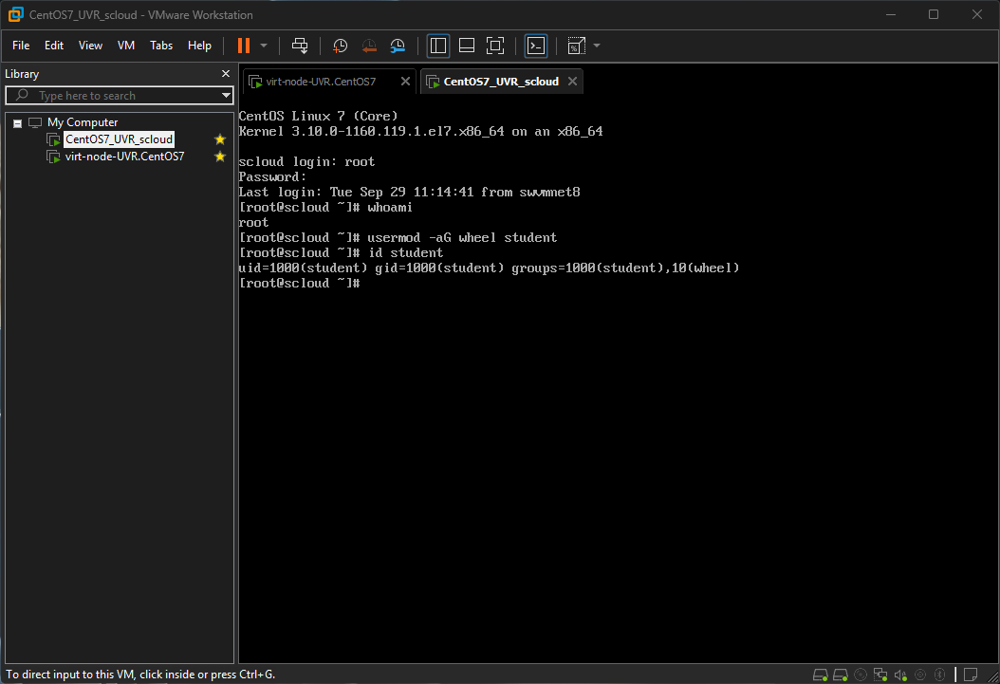 CentOS7_UVR_scloud - VMware Workstation
File Edit View VM Tabs Help
Library
Type here to search
My Computer
CentOS7_UVR_scloud
virt-node-UVR.CentOS7
virt-node-UVR.CentOS7
CentOS7_UVR_scloud
CentOS Linux 7 (Core)
Kernel 3.10.0-1160.119.1.el7.x86_64 on an x86_64
scloud login: root
Password:
Last login: Tue Sep 29 11:14:41 from swvmnet8
[root@scloud ~]# whoami
root
[root@scloud ~]# usermod -aG wheel student
[root@scloud ~]# id student
uid=1000(student) gid=1000(student) groups=1000(student),10(wheel)
[root@scloud ~]#
To direct input to this VM, click inside or press Ctrl+G.